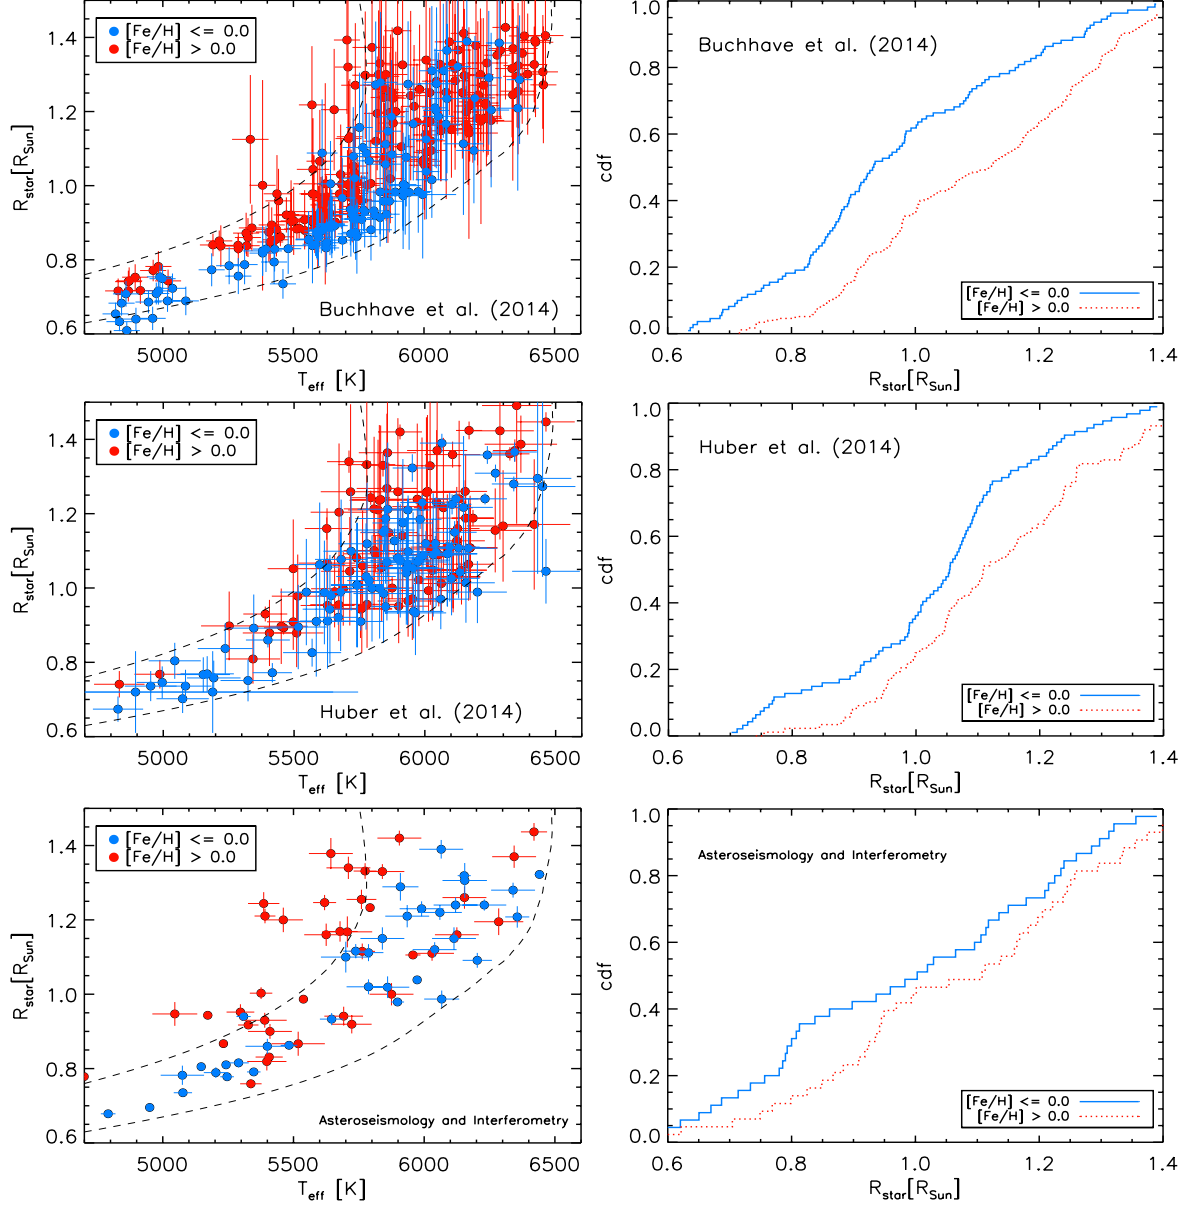 1.4
1.2
1.0
0.8
0.6
R_star[R_Sun]
[Fe/H] <= 0.0
[Fe/H] > 0.0
Buchhave et al. (2014)
5000 5500 6000 6500
T_eff [K]
1.0
0.8
0.6
0.4
0.2
0.0
cdf
Buchhave et al. (2014)
[Fe/H] <= 0.0
[Fe/H] > 0.0
0.6 0.8 1.0 1.2 1.4
R_star[R_Sun]
1.4
1.2
1.0
0.8
0.6
R_star[R_Sun]
[Fe/H] <= 0.0
[Fe/H] > 0.0
Huber et al. (2014)
5000 5500 6000 6500
T_eff [K]
1.0
0.8
0.6
0.4
0.2
0.0
cdf
Huber et al. (2014)
[Fe/H] <= 0.0
[Fe/H] > 0.0
0.6 0.8 1.0 1.2 1.4
R_star[R_Sun]
1.4
1.2
1.0
0.8
0.6
R_star[R_Sun]
[Fe/H] <= 0.0
[Fe/H] > 0.0
Asteroseismology and Interferometry
5000 5500 6000 6500
T_eff [K]
1.0
0.8
0.6
0.4
0.2
0.0
cdf
Asteroseismology and Interferometry
[Fe/H] <= 0.0
[Fe/H] > 0.0
0.6 0.8 1.0 1.2 1.4
R_star[R_Sun]